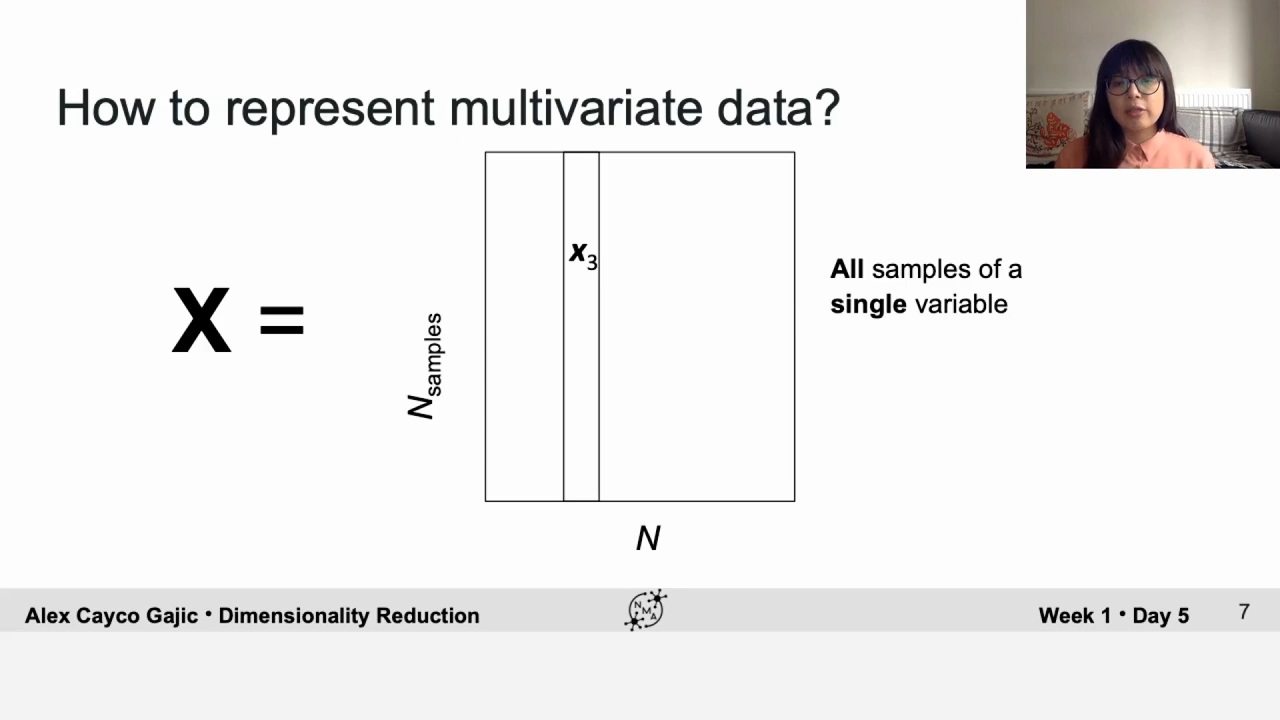 How to represent multivariate data?
X =
x3
Nsamples
N
All samples of a
single variable
Alex Cayco Gajic • Dimensionality Reduction
NMA
Week 1 • Day 5
7